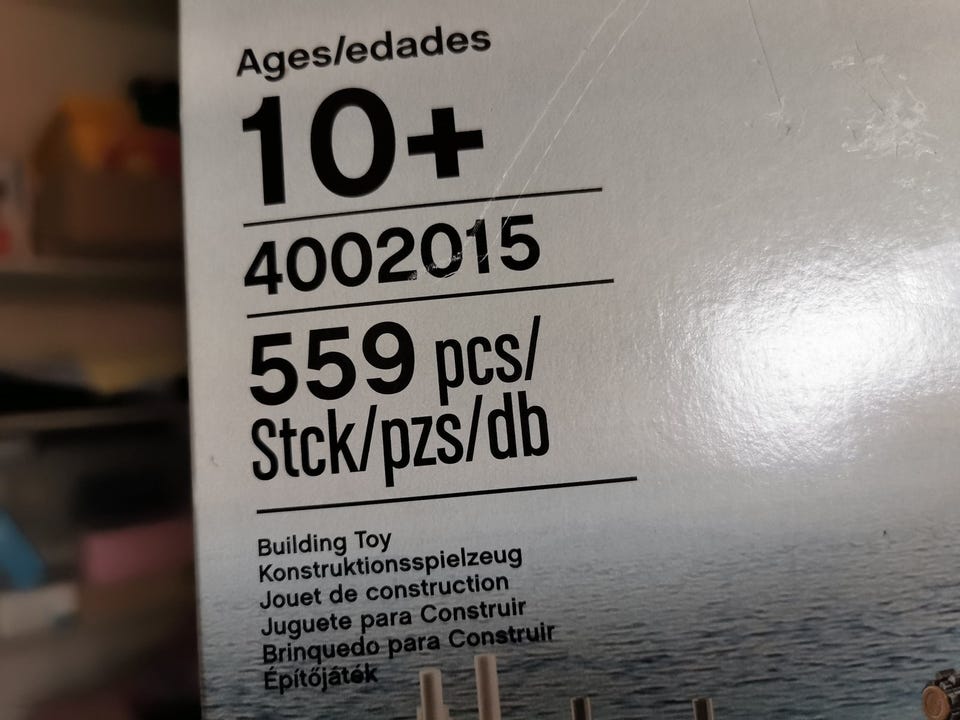 Ages/edades
10+
4002015
559 pcs/
Stck/pzs/db
Building Toy
Konstruktionsspielzeug
Jouet de construction
Juguete para Construir
Brinquedo para Construir
Építőjáték